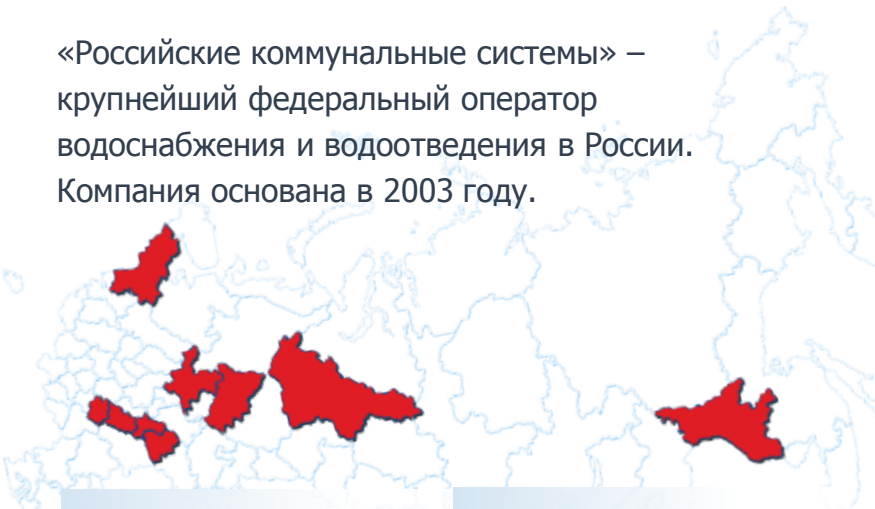 «Российские коммунальные системы» –
крупнейший федеральный оператор
водоснабжения и водоотведения в России.
Компания основана в 2003 году.